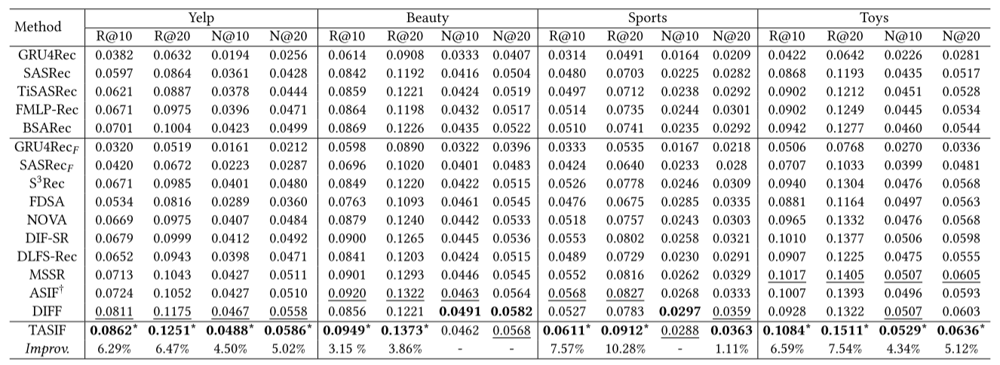 Method Yelp Beauty Sports Toys
R@10 R@20 N@10 N@20 R@10 R@20 N@10 N@20 R@10 R@20 N@10 N@20 R@10 R@20 N@10 N@20
GRU4Rec 0.0382 0.0632 0.0194 0.0256 0.0614 0.0908 0.0333 0.0407 0.0314 0.0491 0.0164 0.0209 0.0422 0.0642 0.0226 0.0281
SASRec 0.0597 0.0864 0.0361 0.0428 0.0842 0.1192 0.0416 0.0504 0.0480 0.0703 0.0225 0.0282 0.0868 0.1193 0.0435 0.0517
TiSASRec 0.0621 0.0887 0.0378 0.0444 0.0859 0.1221 0.0424 0.0519 0.0497 0.0712 0.0238 0.0292 0.0902 0.1212 0.0451 0.0528
FMLP-Rec 0.0671 0.0975 0.0396 0.0471 0.0864 0.1198 0.0432 0.0517 0.0514 0.0735 0.0244 0.0301 0.0902 0.1249 0.0445 0.0534
BSARec 0.0701 0.1004 0.0423 0.0499 0.0869 0.1226 0.0435 0.0522 0.0510 0.0741 0.0235 0.0292 0.0942 0.1277 0.0460 0.0544
GRU4Rec_F 0.0320 0.0519 0.0161 0.0212 0.0598 0.0890 0.0322 0.0396 0.0333 0.0535 0.0167 0.0218 0.0506 0.0768 0.0270 0.0336
SASRec_F 0.0420 0.0672 0.0223 0.0287 0.0696 0.1020 0.0401 0.0483 0.0424 0.0640 0.0233 0.028 0.0707 0.1033 0.0399 0.0481
S³Rec 0.0671 0.0985 0.0401 0.0480 0.0849 0.1220 0.0422 0.0515 0.0526 0.0778 0.0246 0.0309 0.0940 0.1304 0.0476 0.0568
FDSA 0.0534 0.0816 0.0289 0.0360 0.0763 0.1093 0.0461 0.0545 0.0476 0.0675 0.0285 0.0335 0.0881 0.1164 0.0497 0.0563
NOVA 0.0669 0.0975 0.0407 0.0484 0.0879 0.1240 0.0442 0.0533 0.0518 0.0757 0.0243 0.0303 0.0965 0.1332 0.0476 0.0568
DIF-SR 0.0679 0.0999 0.0412 0.0492 0.0900 0.1265 0.0445 0.0536 0.0553 0.0802 0.0258 0.0321 0.1010 0.1377 0.0506 0.0598
DLFS-Rec 0.0652 0.0943 0.0398 0.0471 0.0841 0.1203 0.0424 0.0515 0.0489 0.0729 0.0230 0.0291 0.0907 0.1225 0.0475 0.0555
MSSR 0.0713 0.1043 0.0427 0.0511 0.0901 0.1293 0.0446 0.0545 0.0552 0.0816 0.0262 0.0329 0.1017 0.1405 0.0507 0.0605
ASIF† 0.0724 0.1052 0.0427 0.0510 0.0920 0.1322 0.0463 0.0564 0.0568 0.0827 0.0268 0.0333 0.1007 0.1393 0.0496 0.0593
DIFF 0.0811 0.1175 0.0467 0.0558 0.0856 0.1221 0.0491 0.0582 0.0527 0.0783 0.0297 0.0359 0.0928 0.1322 0.0507 0.0603
TASIF 0.0862* 0.1251* 0.0488* 0.0586* 0.0949* 0.1373* 0.0462 0.0568 0.0611* 0.0912* 0.0288 0.0363 0.1084* 0.1511* 0.0529* 0.0636*
Improv. 6.29% 6.47% 4.50% 5.02% 3.15 % 3.86% - - 7.57% 10.28% - 1.11% 6.59% 7.54% 4.34% 5.12%